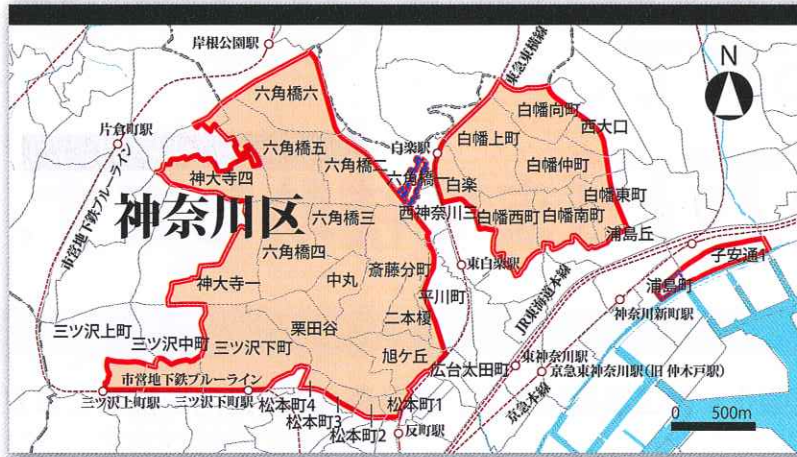 岸根公園駅
東急東横線
N
六角橋六
白幡向町
西大口
片倉町駅
六角橋五
白楽駅
白幡上町
六角橋二
白幡仲町
神大寺四
六角橋一
白楽
白幡東町
神奈川区
市営地下鉄ブルーライン
六角橋三
西神奈川三
白幡西町
白幡南町
浦島丘
六角橋四
斎藤分町
東白楽駅
子安通1
神大寺一
中丸
平川町
JR東海道本線
浦島町
三ツ沢上町
栗田谷
二本榎
神奈川新町駅
三ツ沢中町
三ツ沢下町
旭ケ丘
広台太田町
東神奈川駅
市営地下鉄ブルーライン
京急東神奈川駅(旧 仲木戸駅)
三ツ沢上町駅
三ツ沢下町駅
松本町4
松本町3
松本町2
松本町1
反町駅
京急本線
0 500m